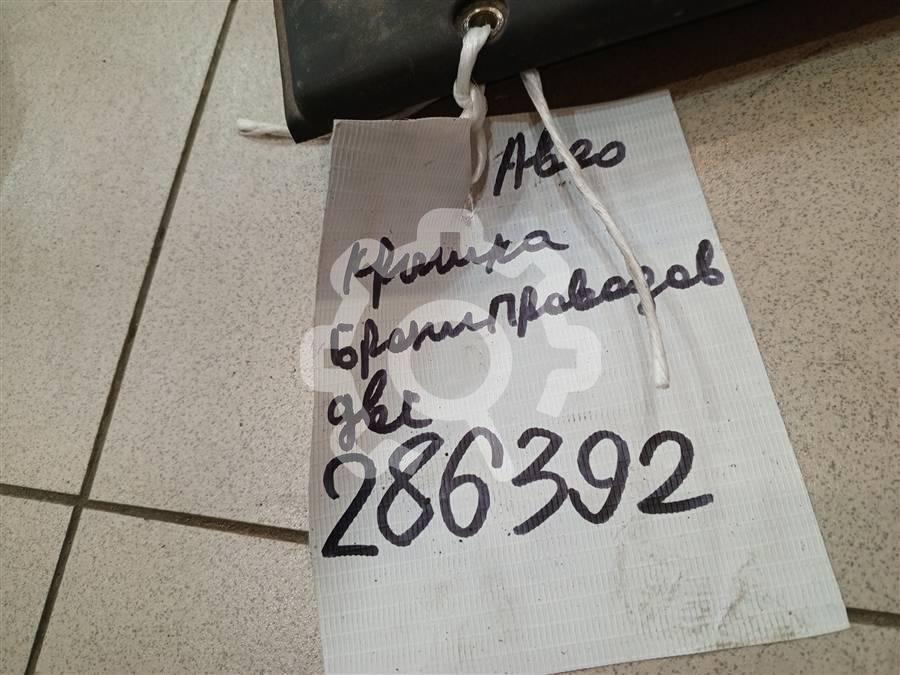 Авео
Крышка
бронепроводов
двс
286392